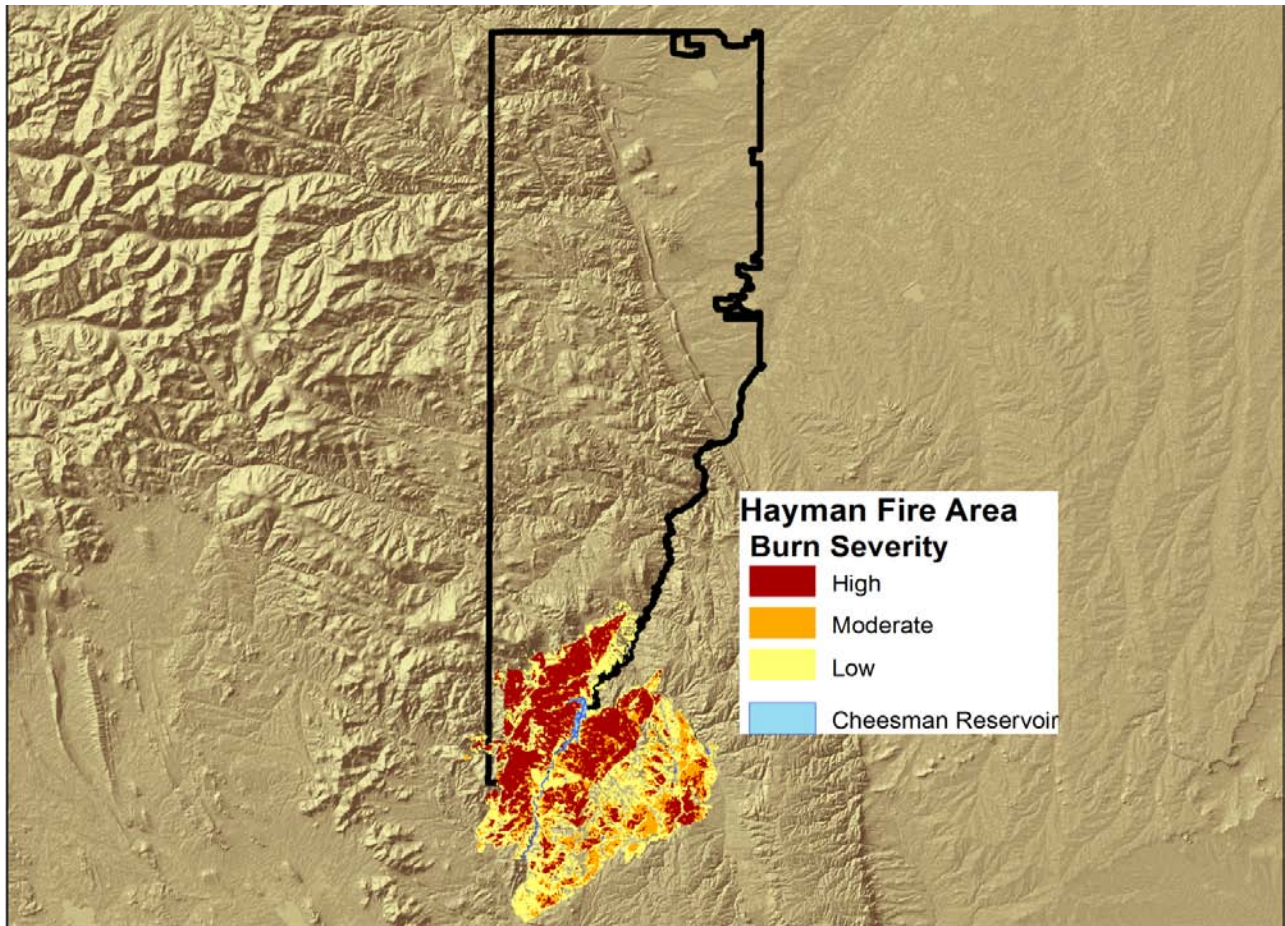 Hayman Fire Area
Burn Severity
High
Moderate
Low
Cheesman Reservoir